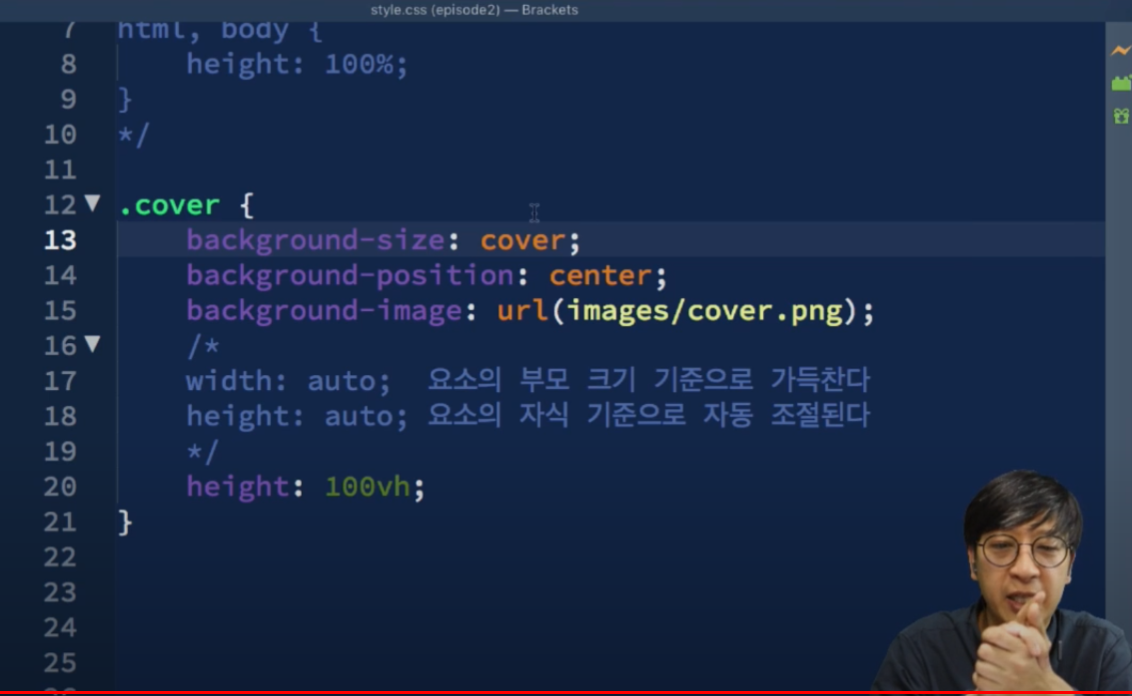 style.css (episode2) — Brackets
7 html, body {
8 height: 100%;
9 }
10 */
11
12 .cover {
13 background-size: cover;
14 background-position: center;
15 background-image: url(images/cover.png);
16 /*
17 width: auto; 요소의 부모 크기 기준으로 가득찬다
18 height: auto; 요소의 자식 기준으로 자동 조절된다
19 */
20 height: 100vh;
21 }
22
23
24
25